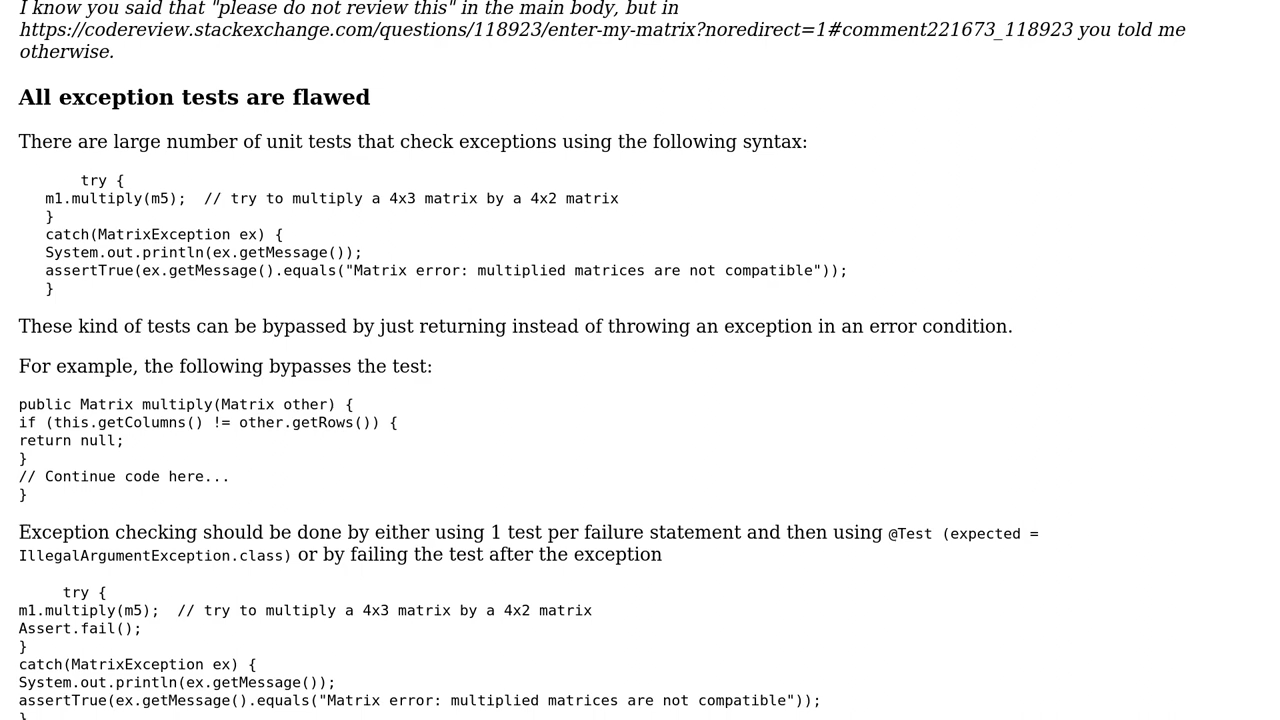 I know you said that "please do not review this" in the main body, but in
https://codereview.stackexchange.com/questions/118923/enter-my-matrix?noredirect=1#comment221673_118923 you told me
otherwise.
All exception tests are flawed
There are large number of unit tests that check exceptions using the following syntax:
try {
m1.multiply(m5);  // try to multiply a 4x3 matrix by a 4x2 matrix
}
catch(MatrixException ex) {
System.out.println(ex.getMessage());
assertTrue(ex.getMessage().equals("Matrix error: multiplied matrices are not compatible"));
}
These kind of tests can be bypassed by just returning instead of throwing an exception in an error condition.
For example, the following bypasses the test:
public Matrix multiply(Matrix other) {
if (this.getColumns() != other.getRows()) {
return null;
}
// Continue code here...
}
Exception checking should be done by either using 1 test per failure statement and then using @Test (expected =
IllegalArgumentException.class) or by failing the test after the exception
try {
m1.multiply(m5);  // try to multiply a 4x3 matrix by a 4x2 matrix
Assert.fail();
}
catch(MatrixException ex) {
System.out.println(ex.getMessage());
assertTrue(ex.getMessage().equals("Matrix error: multiplied matrices are not compatible"));
}